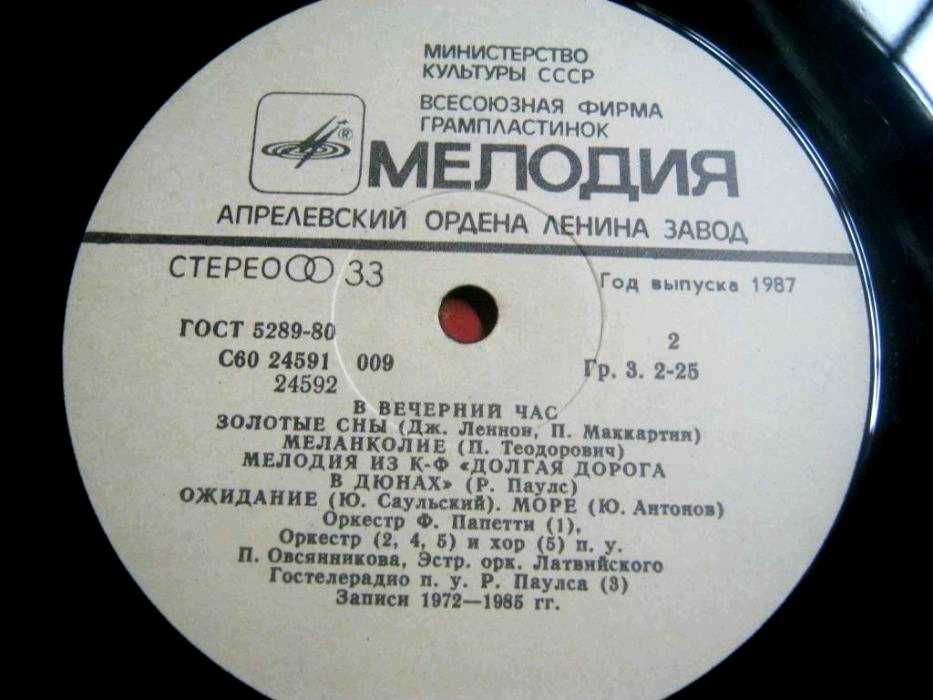 МИНИСТЕРСТВО
КУЛЬТУРЫ СССР
ВСЕСОЮЗНАЯ ФИРМА
ГРАМПЛАСТИНОК
®
МЕЛОДИЯ
АПРЕЛЕВСКИЙ ОРДЕНА ЛЕНИНА ЗАВОД
СТЕРЕО 33
Год выпуска 1987
ГОСТ 5289-80
2
С60 24591 009
Гр. 3. 2-25
24592
В ВЕЧЕРНИЙ ЧАС
ЗОЛОТЫЕ СНЫ (Дж. Леннон, П. Маккартни)
МЕЛАНКОЛИЕ (П. Теодорович)
МЕЛОДИЯ ИЗ К-Ф «ДОЛГАЯ ДОРОГА
В ДЮНАХ» (Р. Паулс)
ОЖИДАНИЕ (Ю. Саульский). МОРЕ (Ю. Антонов)
Оркестр Ф. Папетти (1),
Оркестр (2, 4, 5) и хор (5) п. у.
П. Овсянникова, Эстр. орк. Латвийского
Гостелерадио п. у. Р. Паулса (3)
Записи 1972—1985 гг.